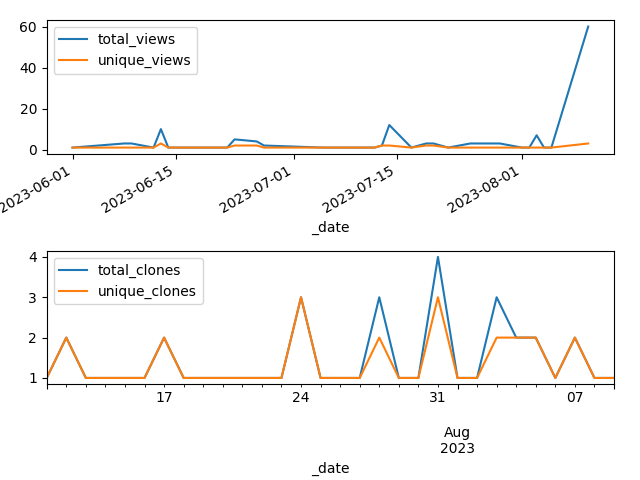 total_views
unique_views
60
40
20
0
2023-06-01
2023-06-15
2023-07-01
2023-07-15
2023-08-01
_date
total_clones
unique_clones
4
3
2
1
17
24
31
07
Aug
2023
_date